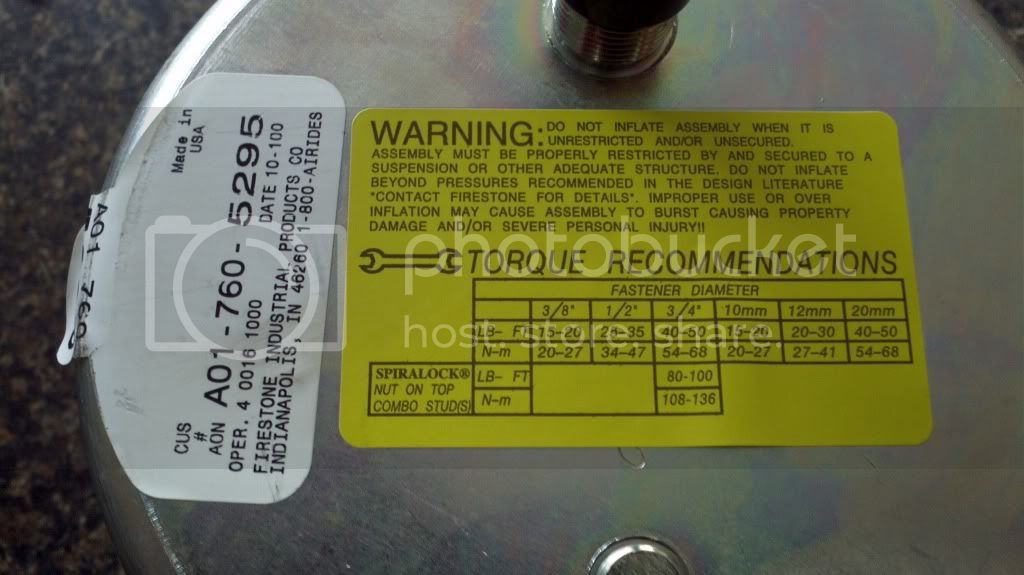 Made in
USA
CUS
#
AON A01-760-5295
OPER. 4 0016 1000 DATE 10-100
FIRESTONE INDUSTRIAL PRODUCTS CO
INDIANAPOLIS, IN 46260 1-800-AIRIDES
A01 760
WARNING: DO NOT INFLATE ASSEMBLY WHEN IT IS
UNRESTRICTED AND/OR UNSECURED.
ASSEMBLY MUST BE PROPERLY RESTRICTED BY AND SECURED TO A
SUSPENSION OR OTHER ADEQUATE STRUCTURE. DO NOT INFLATE
BEYOND PRESSURES RECOMMENDED IN THE DESIGN LITERATURE
"CONTACT FIRESTONE FOR DETAILS". IMPROPER USE OR OVER
INFLATION MAY CAUSE ASSEMBLY TO BURST CAUSING PROPERTY
DAMAGE AND/OR SEVERE PERSONAL INJURY!!
TORQUE RECOMMENDATIONS
FASTENER DIAMETER
3/8" 1/2" 3/4" 10mm 12mm 20mm
LB- FT 15-20 25-35 40-50 15-20 20-30 40-50
N-m 20-27 34-47 54-68 20-27 27-41 54-68
SPIRALOCK® LB- FT 80-100
NUT ON TOP
COMBO STUD(S) N-m 108-136
photobucket
host. store. share.